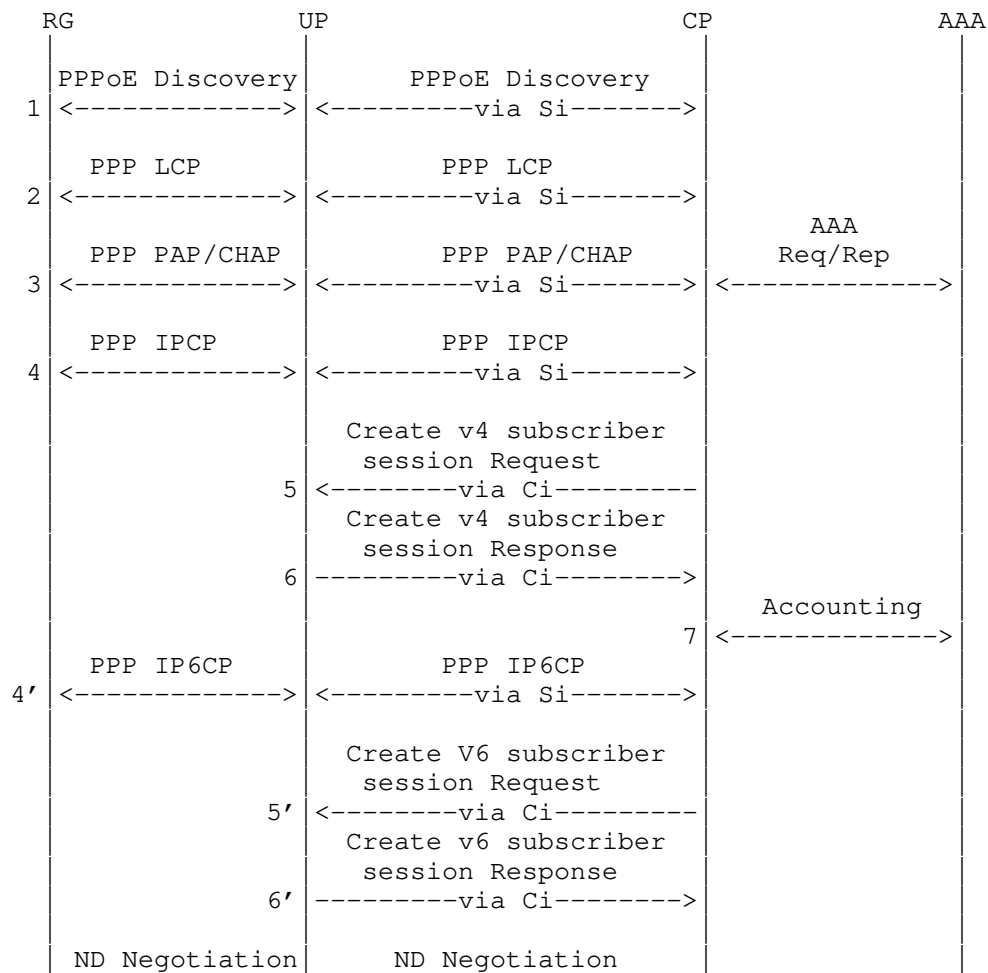 RG UP CP AAA
PPPoE Discovery PPPoE Discovery
1 <-------------> <---------via Si------->
PPP LCP PPP LCP
2 <-------------> <---------via Si------->
AAA
PPP PAP/CHAP PPP PAP/CHAP Req/Rep
3 <-------------> <---------via Si-------> <------------->
PPP IPCP PPP IPCP
4 <-------------> <---------via Si------->
Create v4 subscriber
session Request
5 <--------via Ci---------
Create v4 subscriber
session Response
6 ---------via Ci-------->
Accounting
7 <------------->
PPP IP6CP PPP IP6CP
4' <-------------> <---------via Si------->
Create V6 subscriber
session Request
5' <--------via Ci---------
Create v6 subscriber
session Response
6' ---------via Ci-------->
ND Negotiation ND Negotiation